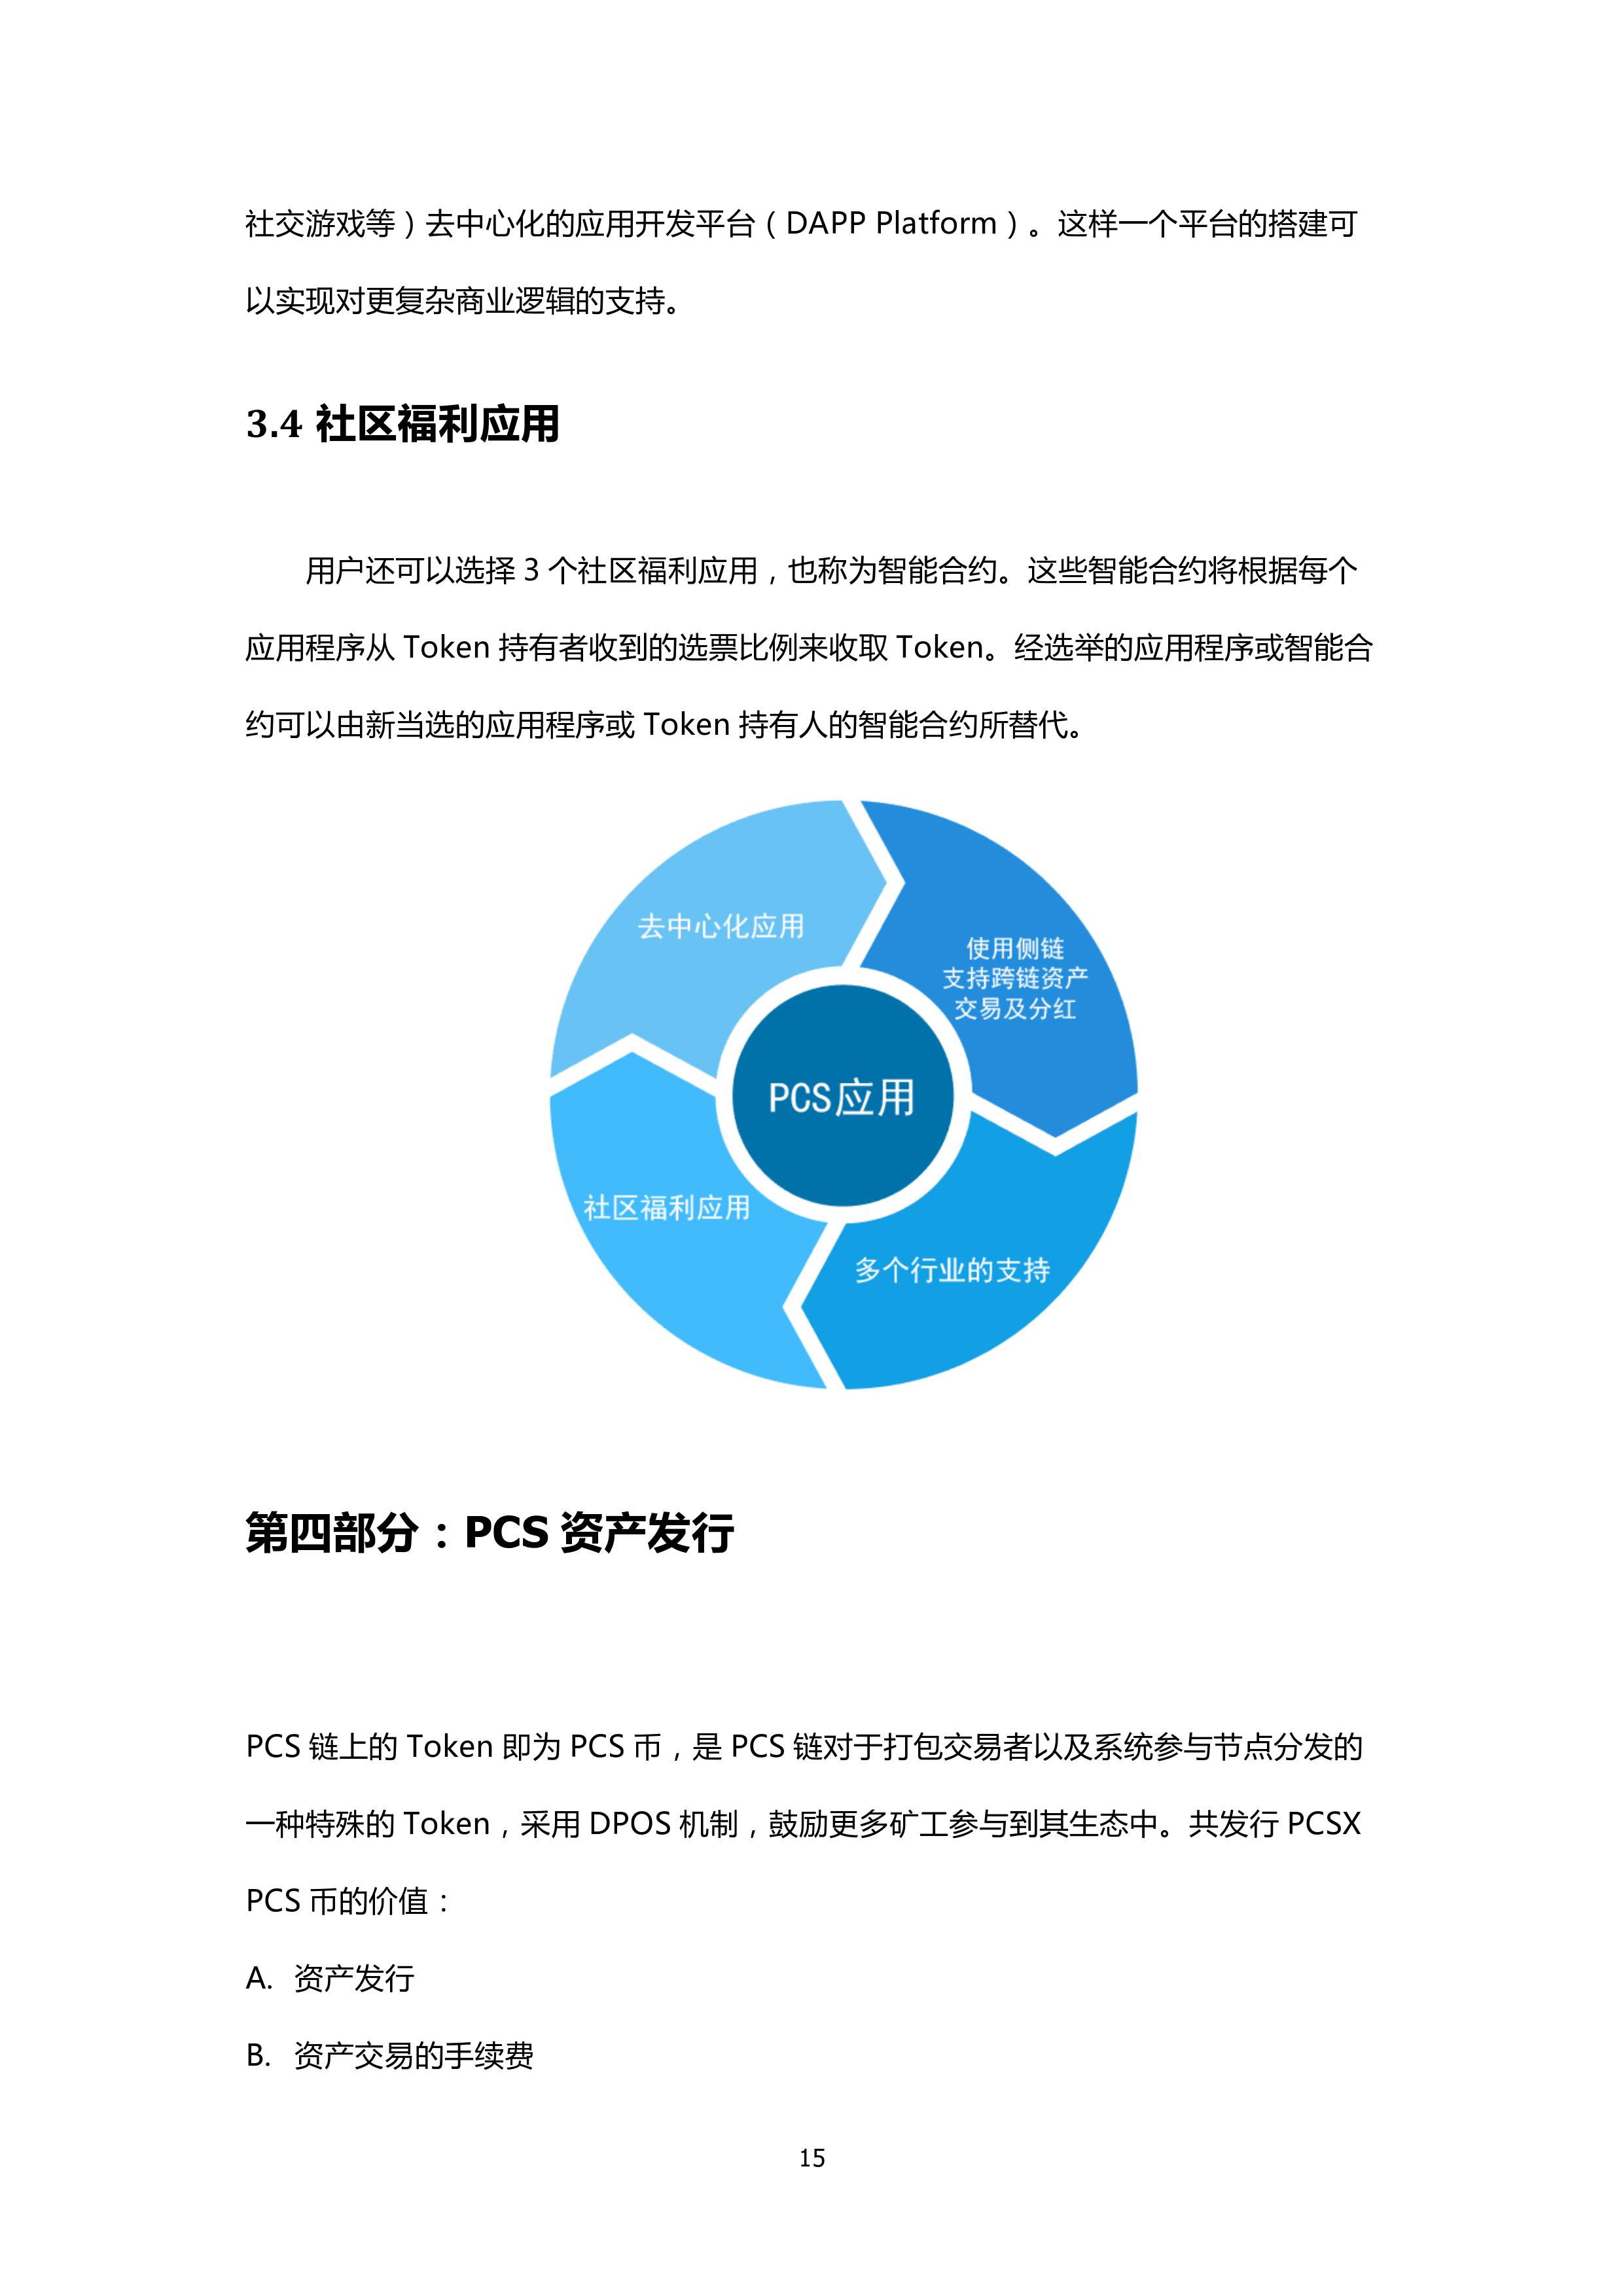 社交游戏等）去中心化的应用开发平台（DAPP Platform）。这样一个平台的搭建可
以实现对更复杂商业逻辑的支持。
3.4 社区福利应用
用户还可以选择 3 个社区福利应用，也称为智能合约。这些智能合约将根据每个
应用程序从 Token 持有者收到的选票比例来收取 Token。经选举的应用程序或智能合
约可以由新当选的应用程序或 Token 持有人的智能合约所替代。
去中心化应用
使用侧链
支持跨链资产
交易及分红
PCS应用
社区福利应用
多个行业的支持
第四部分：PCS 资产发行
PCS 链上的 Token 即为 PCS 币，是 PCS 链对于打包交易者以及系统参与节点分发的
一种特殊的 Token，采用 DPOS 机制，鼓励更多矿工参与到其生态中。共发行 PCSX
PCS 币的价值：
A. 资产发行
B. 资产交易的手续费
15